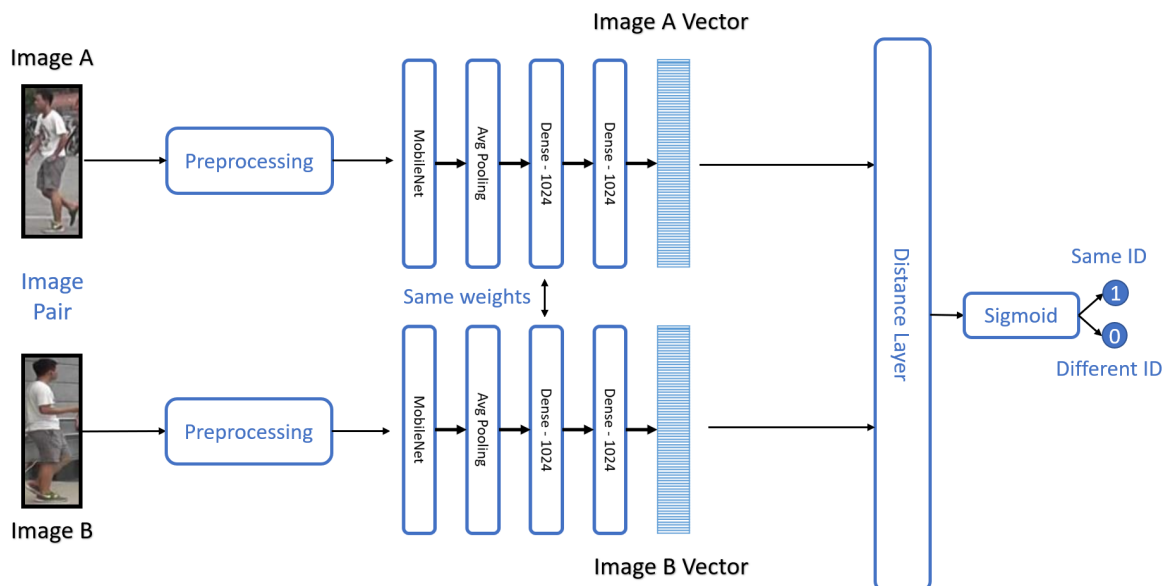 Image A Vector
Image A
Preprocessing
MobileNet
Avg Pooling
Dense - 1024
Dense - 1024
Image
Pair
Same weights
Distance Layer
Same ID
1
Sigmoid
0
Different ID
Preprocessing
MobileNet
Avg Pooling
Dense - 1024
Dense - 1024
Image B
Image B Vector